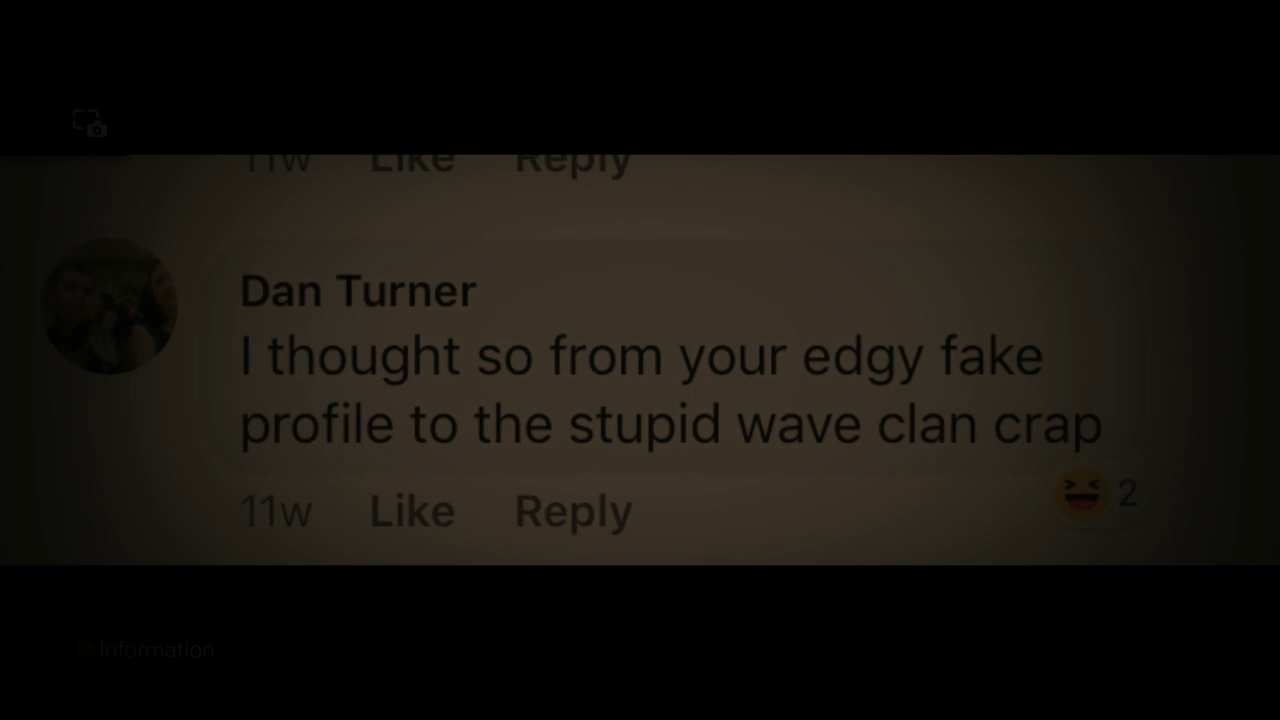 11w Like Reply
Dan Turner
I thought so from your edgy fake
profile to the stupid wave clan crap
11w Like Reply 2
Information